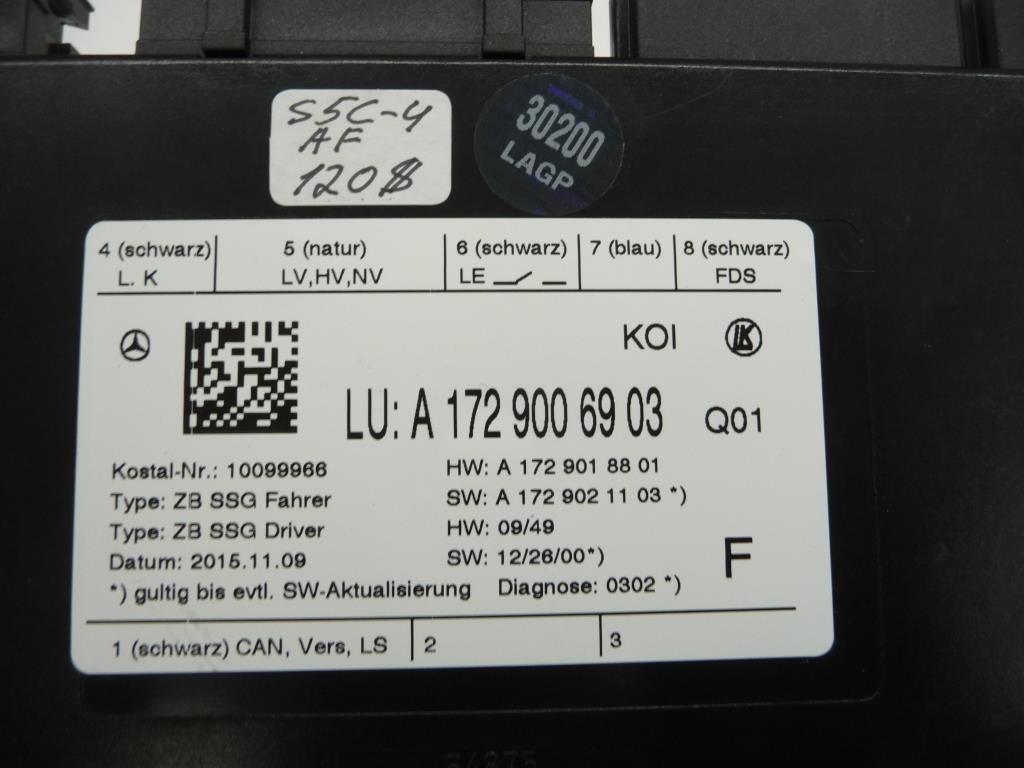 S5C-4
AF
120$
30200
LAGP
4 (schwarz)
L. K
5 (natur)
LV,HV,NV
6 (schwarz)
LE
7 (blau)
8 (schwarz)
FDS
KOI
LU: A 172 900 69 03
Q01
Kostal-Nr.: 10099966
HW: A 172 901 88 01
Type: ZB SSG Fahrer
SW: A 172 902 11 03 *)
Type: ZB SSG Driver
HW: 09/49
Datum: 2015.11.09
SW: 12/26/00*)
F
*) gultig bis evtl. SW-Aktualisierung
Diagnose: 0302 *)
1 (schwarz) CAN, Vers, LS
2
3